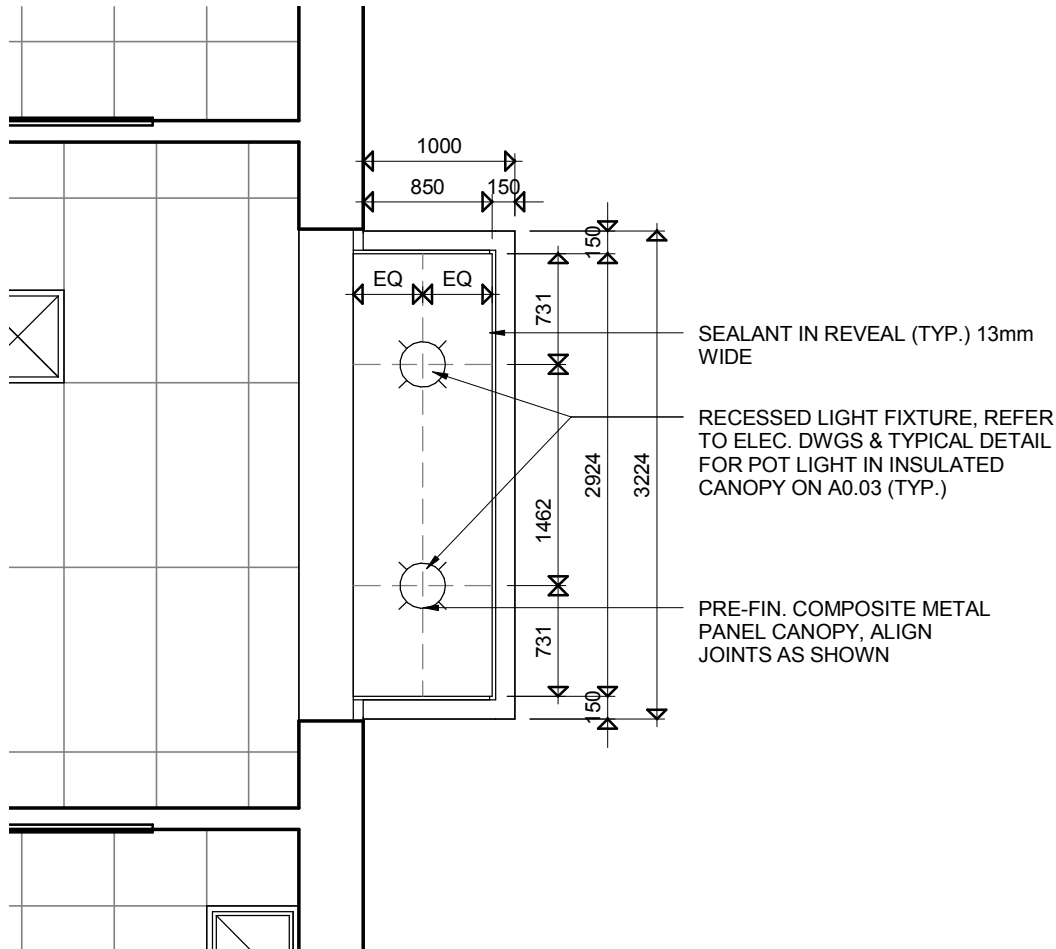 1000
850
150
150
EQ
EQ
731
SEALANT IN REVEAL (TYP.) 13mm
WIDE
RECESSED LIGHT FIXTURE, REFER
TO ELEC. DWGS & TYPICAL DETAIL
FOR POT LIGHT IN INSULATED
CANOPY ON A0.03 (TYP.)
1462
2924
3224
PRE-FIN. COMPOSITE METAL
PANEL CANOPY, ALIGN
JOINTS AS SHOWN
731
150